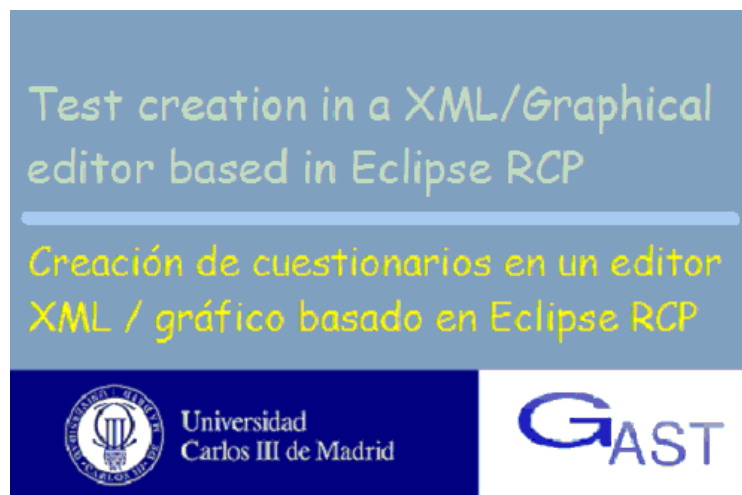 Test creation in a XML/Graphical
editor based in Eclipse RCP
Creación de cuestionarios en un editor
XML / gráfico basado en Eclipse RCP
Universidad
Carlos III de Madrid
GAST